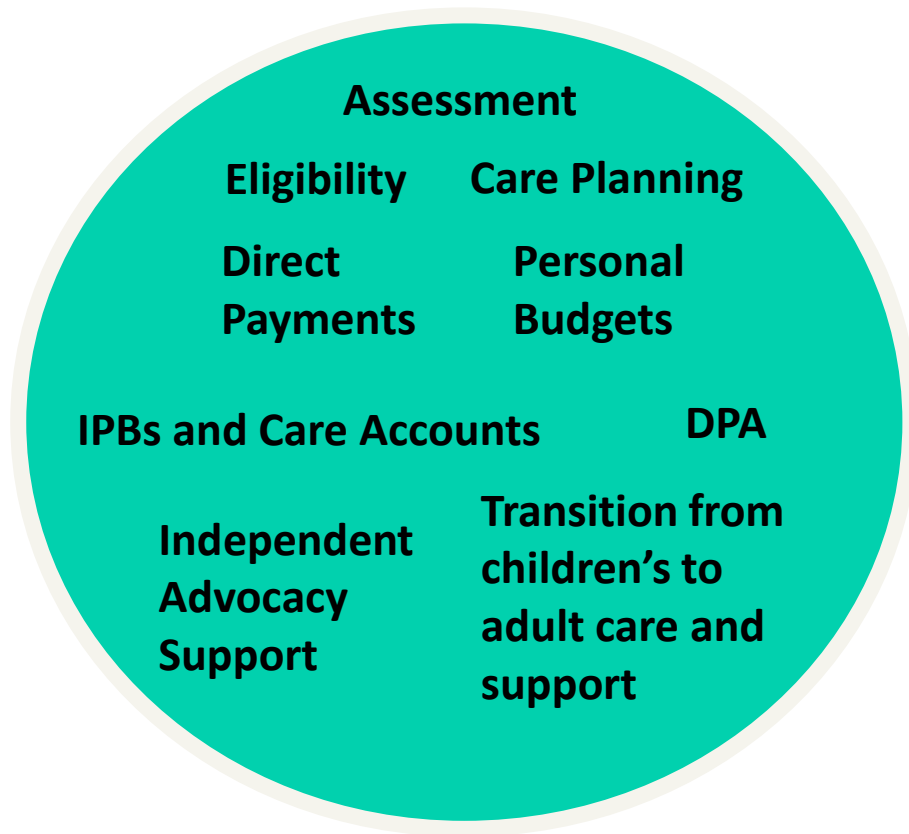 Assessment
Eligibility
Care Planning
Direct
Payments
Personal
Budgets
IPBs and Care Accounts
DPA
Independent
Advocacy
Support
Transition from
children’s to
adult care and
support